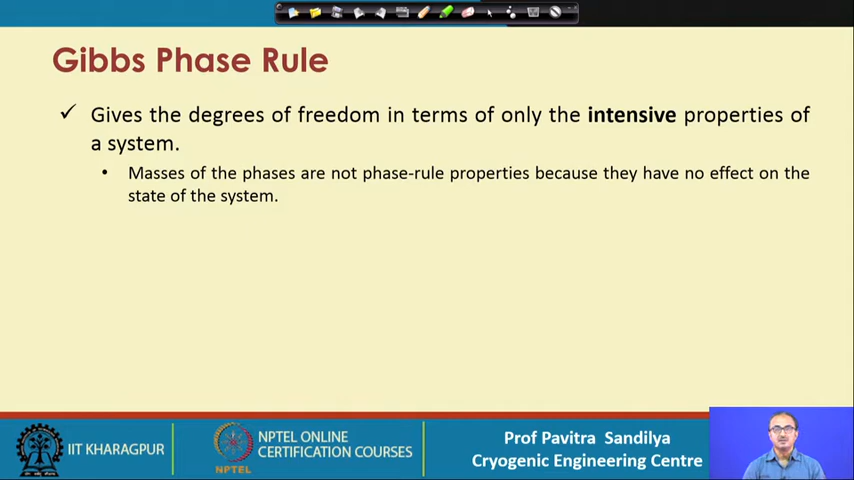 Gibbs Phase Rule
✓ Gives the degrees of freedom in terms of only the intensive properties of
a system.
• Masses of the phases are not phase-rule properties because they have no effect on the
state of the system.
IIT KHARAGPUR
NPTEL
NPTEL ONLINE
CERTIFICATION COURSES
Prof Pavitra Sandilya
Cryogenic Engineering Centre